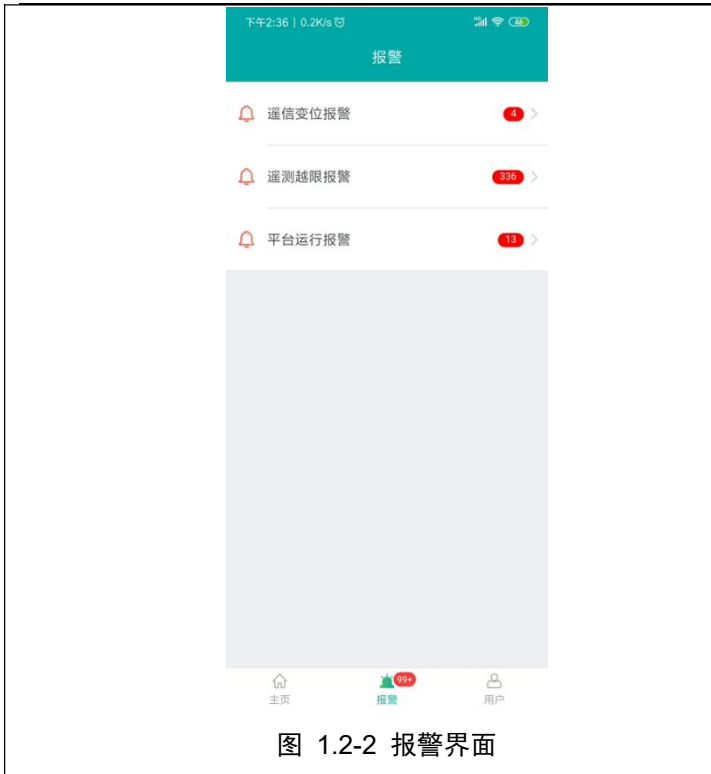 下午2:36 | 0.2K/s
46
报警
遥信变位报警 4
遥测越限报警 336
平台运行报警 13
99+
主页 报警 用户
图 1.2-2 报警界面